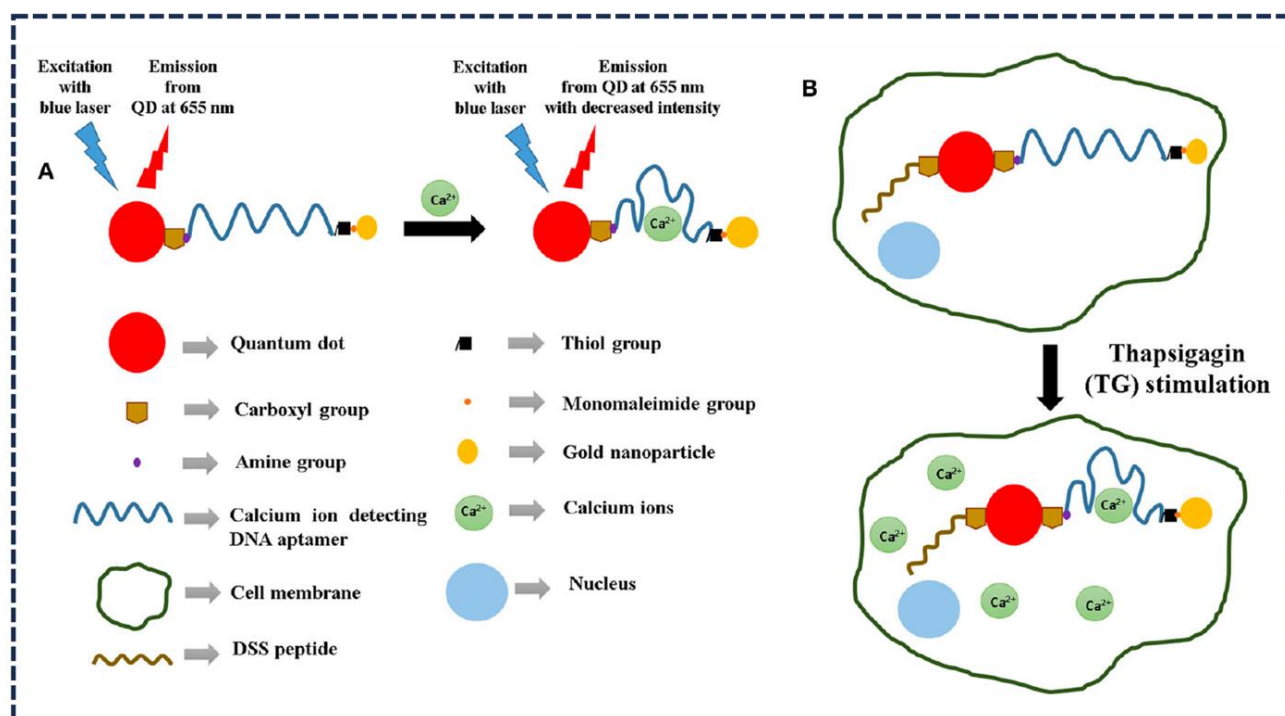 Excitation
with
blue laser
Emission
from
QD at 655 nm
A
Ca²⁺
Excitation
with
blue laser
Emission
from QD at 655 nm
with decreased intensity
Ca²⁺
Quantum dot
Carboxyl group
Amine group
Calcium ion detecting
DNA aptamer
Cell membrane
DSS peptide
Thiol group
Monomaleimide group
Gold nanoparticle
Ca²⁺
Calcium ions
Nucleus
B
Thapsigagin
(TG) stimulation
Ca²⁺
Ca²⁺
Ca²⁺
Ca²⁺
Ca²⁺